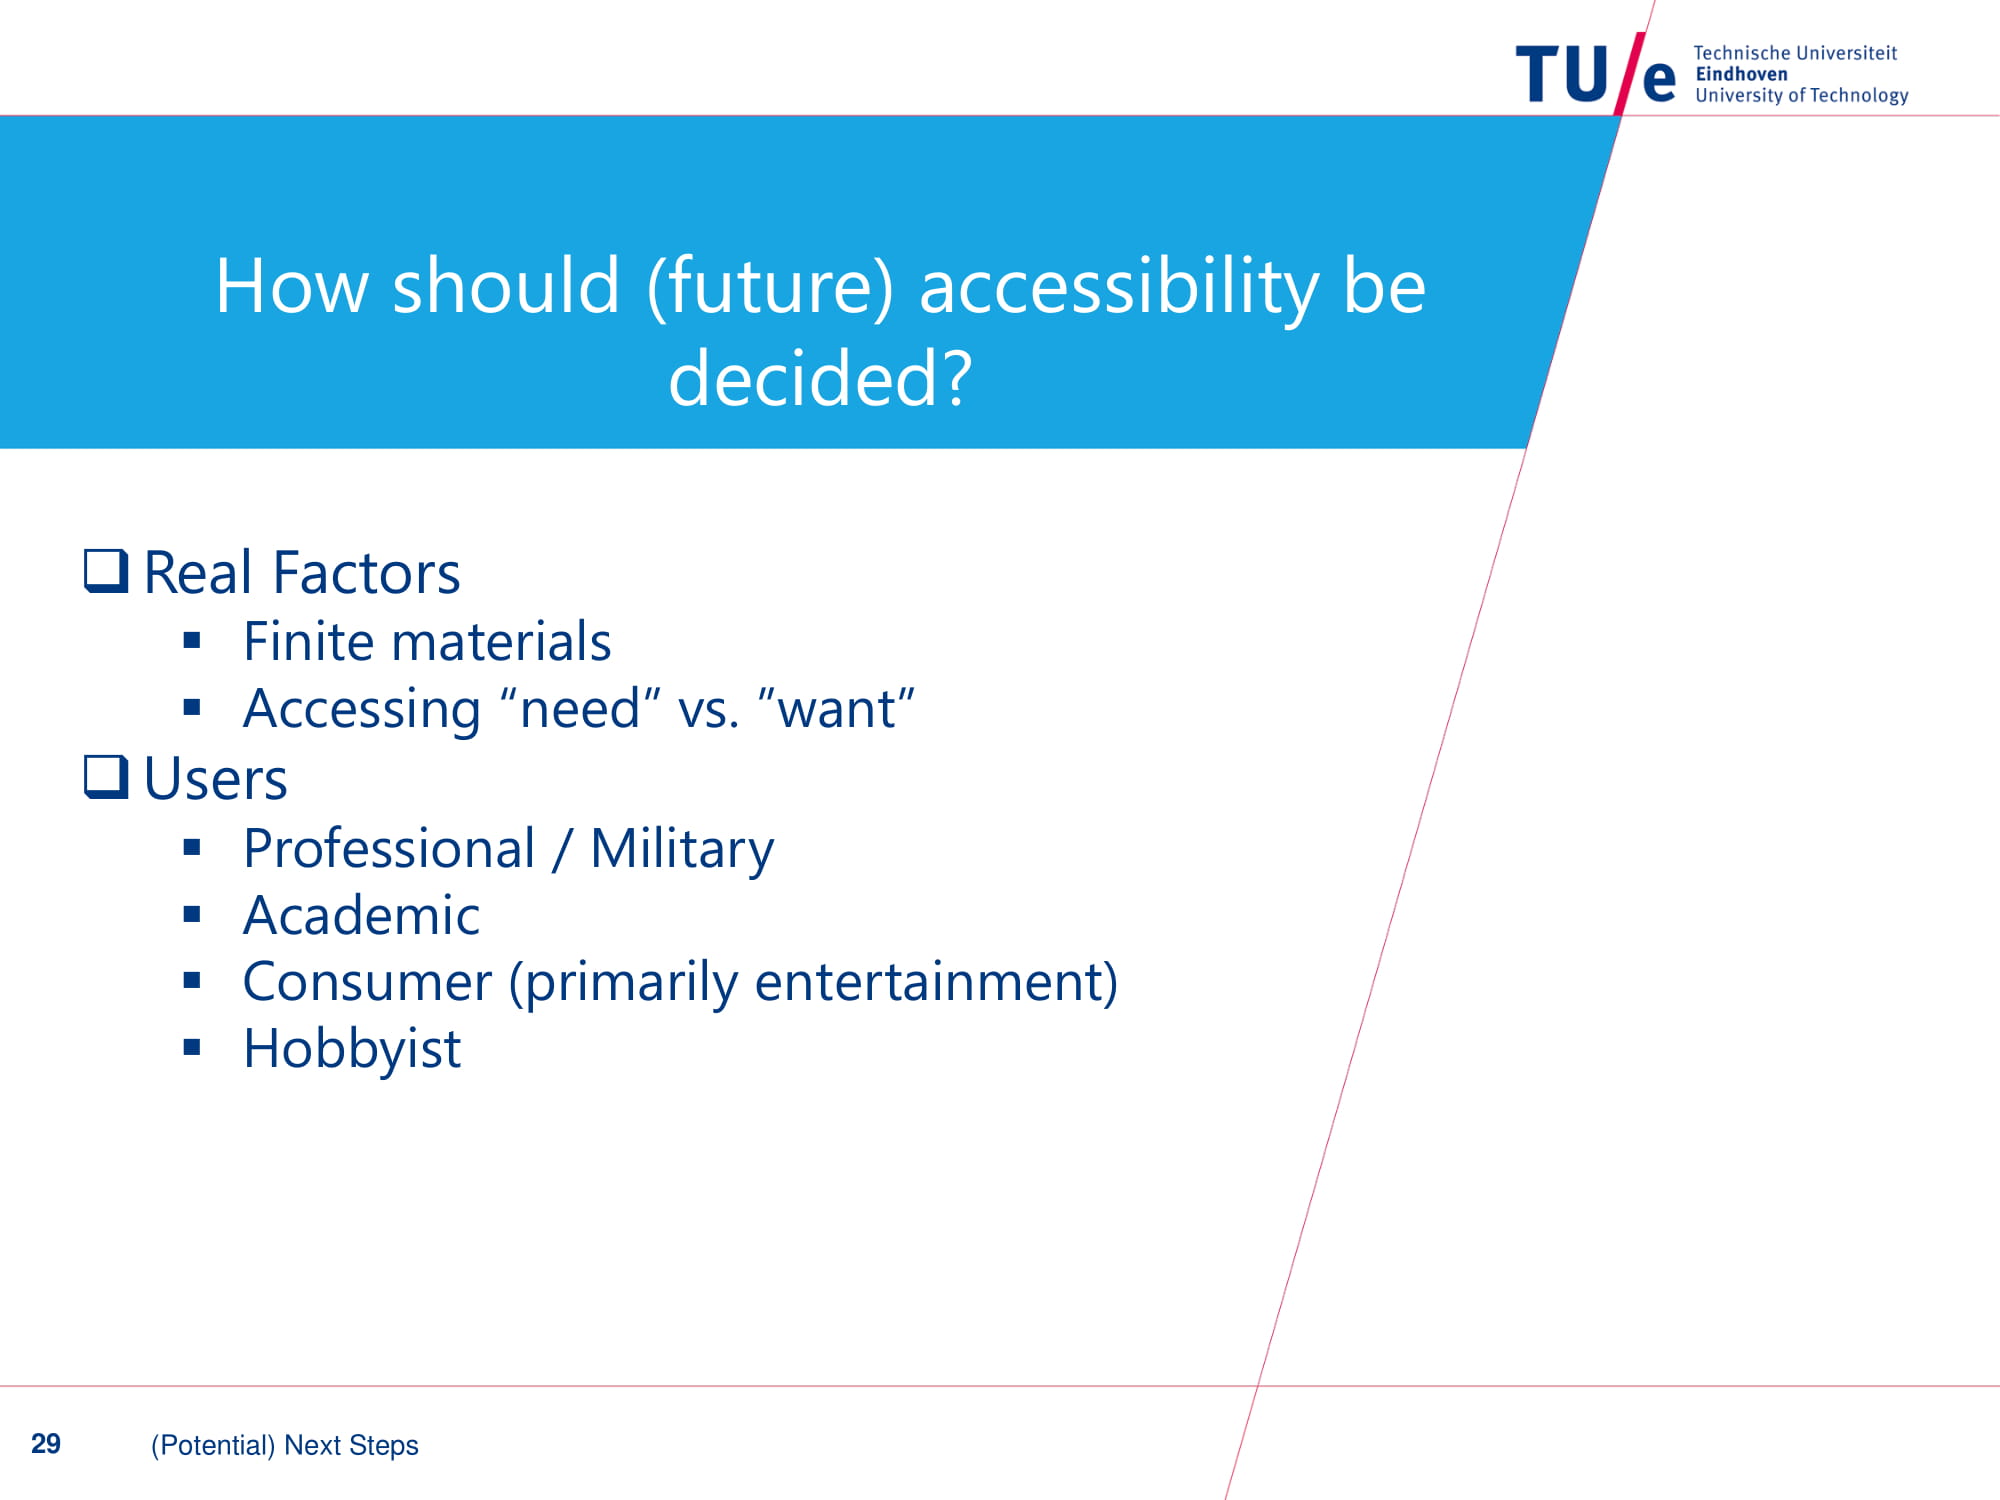 TU/e
Technische Universiteit
Eindhoven
University of Technology
How should (future) accessibility be
decided?
❑ Real Factors
▪ Finite materials
▪ Accessing “need” vs. ”want”
❑ Users
▪ Professional / Military
▪ Academic
▪ Consumer (primarily entertainment)
▪ Hobbyist
29 (Potential) Next Steps